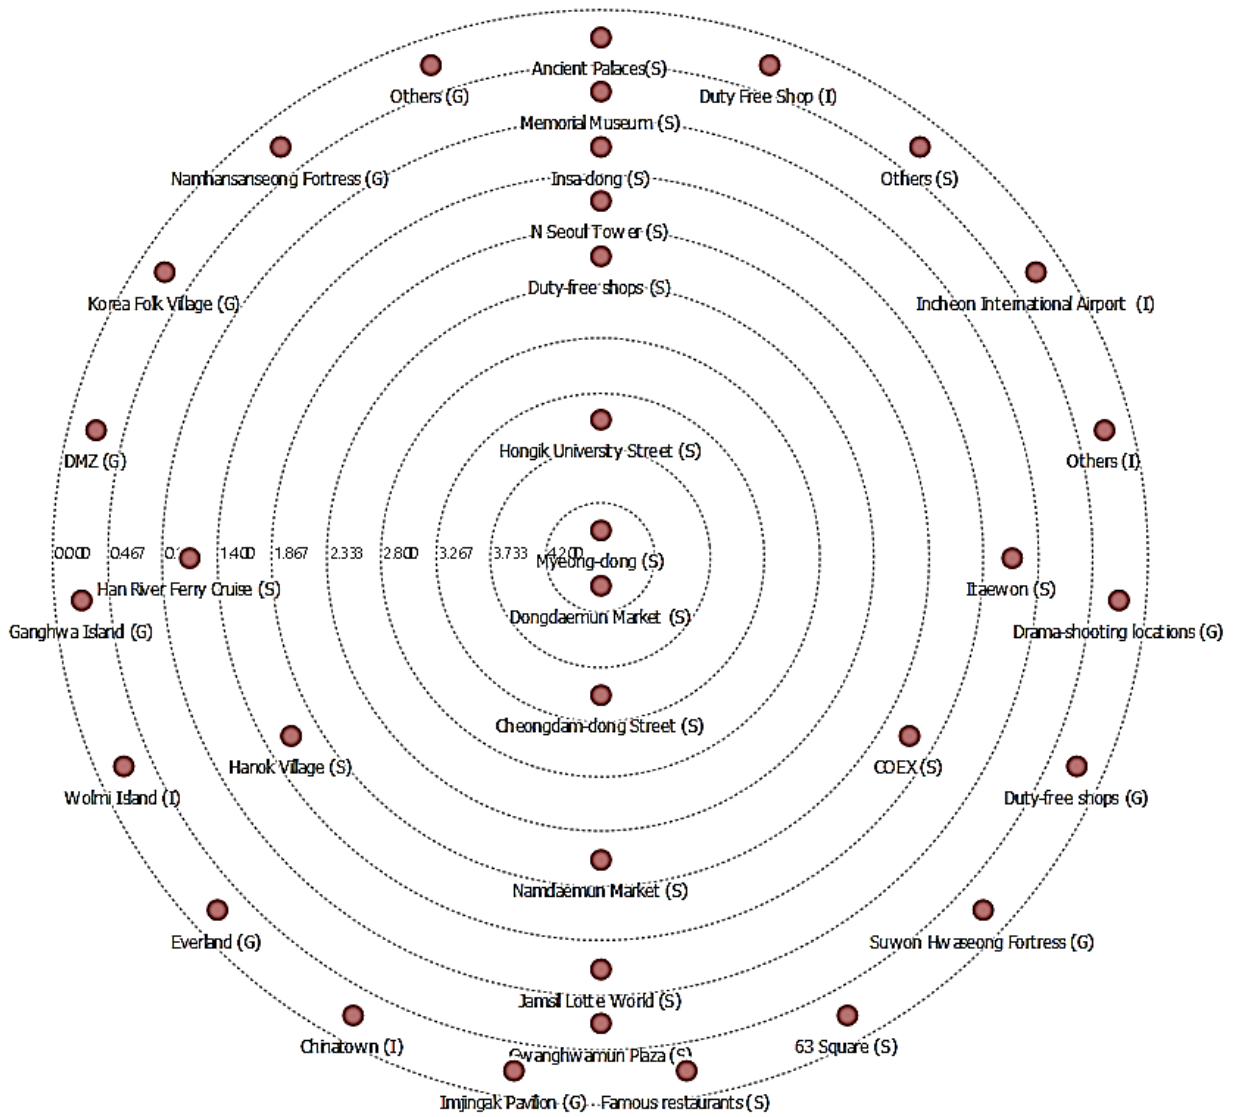 Ancient Palaces(S)
Others (G)
Duty Free Shop (I)
Memorial Museum (S)
Namhansanseong Fortress (G)
Insa-dong (S)
Others (S)
N Seoul Tower (S)
Duty-free shops (S)
Korea Folk Village (G)
Incheon International Airport (I)
Hongik University Street (S)
DMZ (G)
Others (I)
0.000 0.467 1.400 1.867 2.333 2.800 3.267 3.733 4.200
Myeong-dong (S)
Han River Ferry Cruise (S)
Itaewon (S)
Dongdaemun Market (S)
Ganghwa Island (G)
Drama-shooting locations (G)
Cheongdam-dong Street (S)
Hanok Village (S)
COEX (S)
Wolmi Island (I)
Duty-free shops (G)
Namdaemun Market (S)
Everland (G)
Suwon Hwaseong Fortress (G)
Jamsil Lotte World (S)
Chinatown (I)
63 Square (S)
Gwanghwamun Plaza (S)
Imjingak Pavilion (G)
Famous restaurants (S)